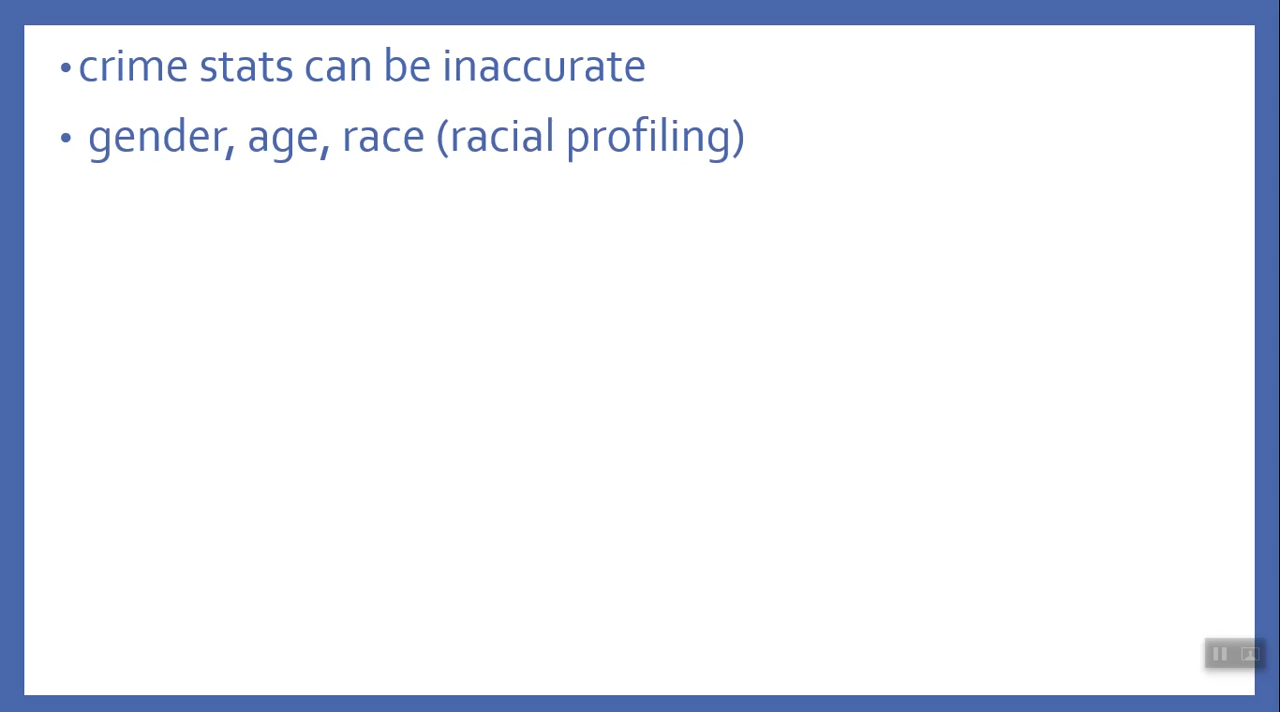 • crime stats can be inaccurate
• gender, age, race (racial profiling)